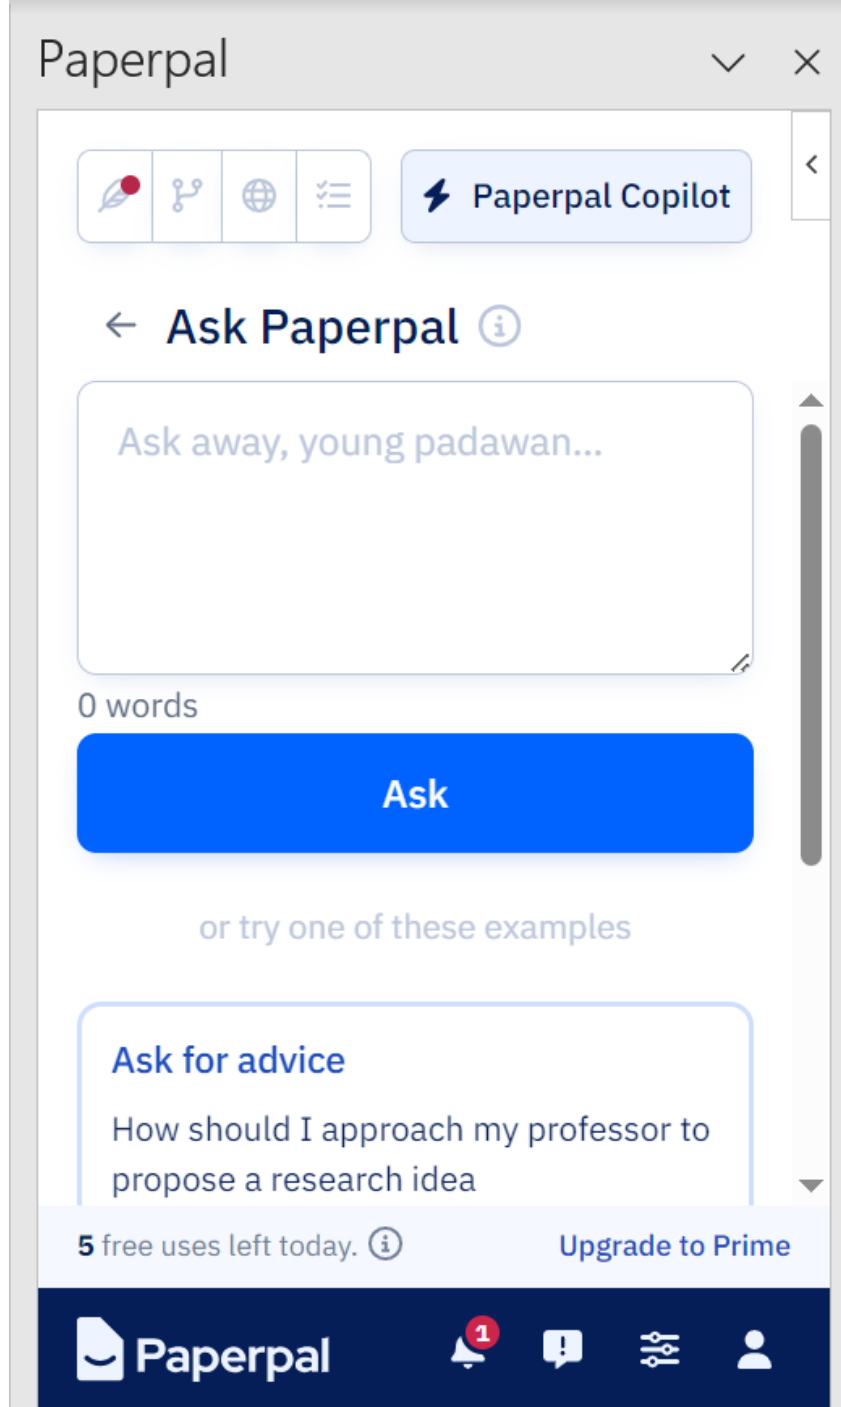 Paperpal
Paperpal Copilot
Ask Paperpal
Ask away, young padawan...
0 words
Ask
or try one of these examples
Ask for advice
How should I approach my professor to
propose a research idea
5 free uses left today.
Upgrade to Prime
Paperpal
1